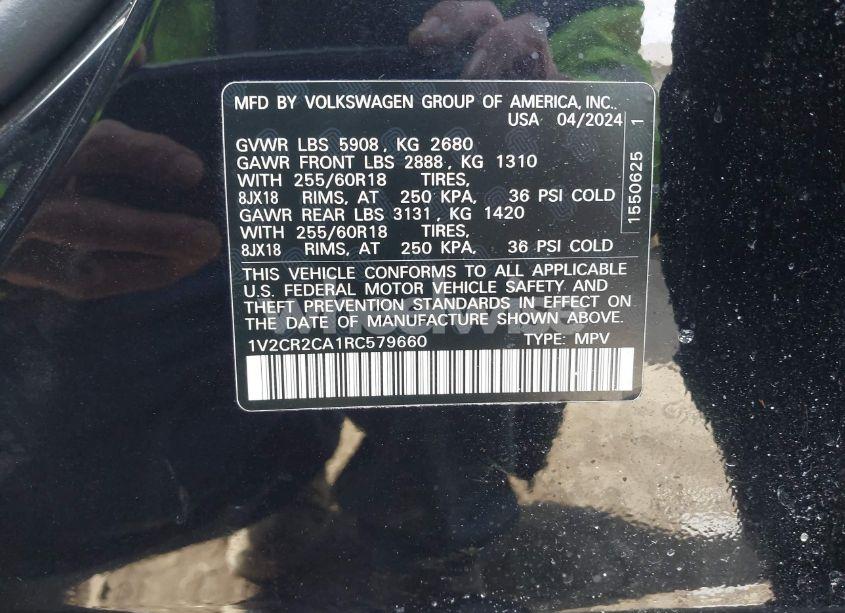 MFD BY VOLKSWAGEN GROUP OF AMERICA, INC..
USA 04/2024
GVWR LBS 5908, KG 2680
GAWR FRONT LBS 2888, KG 1310
WITH 255/60R18 TIRES,
8JX18 RIMS, AT 250 KPA, 36 PSI COLD
GAWR REAR LBS 3131, KG 1420
WITH 255/60R18 TIRES,
8JX18 RIMS, AT 250 KPA, 36 PSI COLD
THIS VEHICLE CONFORMS TO ALL APPLICABLE
U.S. FEDERAL MOTOR VEHICLE SAFETY AND
THEFT PREVENTION STANDARDS IN EFFECT ON
THE DATE OF MANUFACTURE SHOWN ABOVE.
1V2CR2CA1RC579660 TYPE: MPV
1550625 1